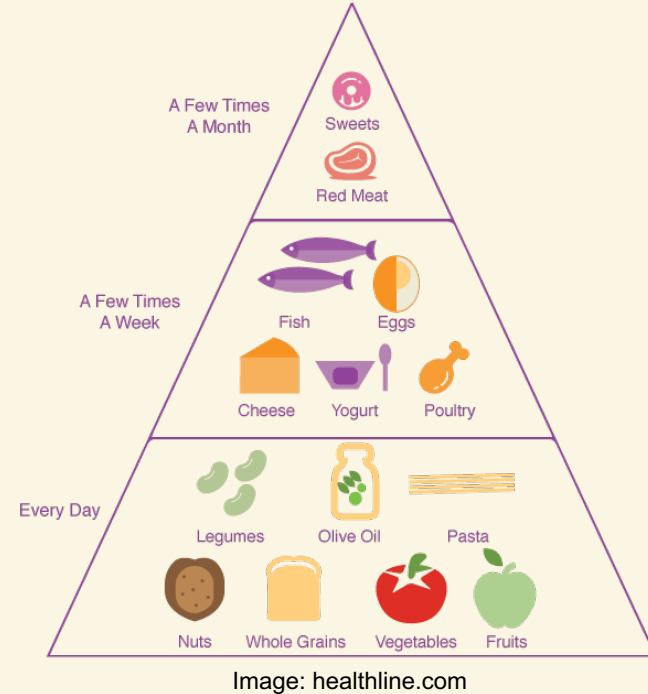 A Few Times
A Month
Sweets
Red Meat
A Few Times
A Week
Fish Eggs
Cheese Yogurt Poultry
Every Day
Legumes Olive Oil Pasta
Nuts Whole Grains Vegetables Fruits
Image: healthline.com